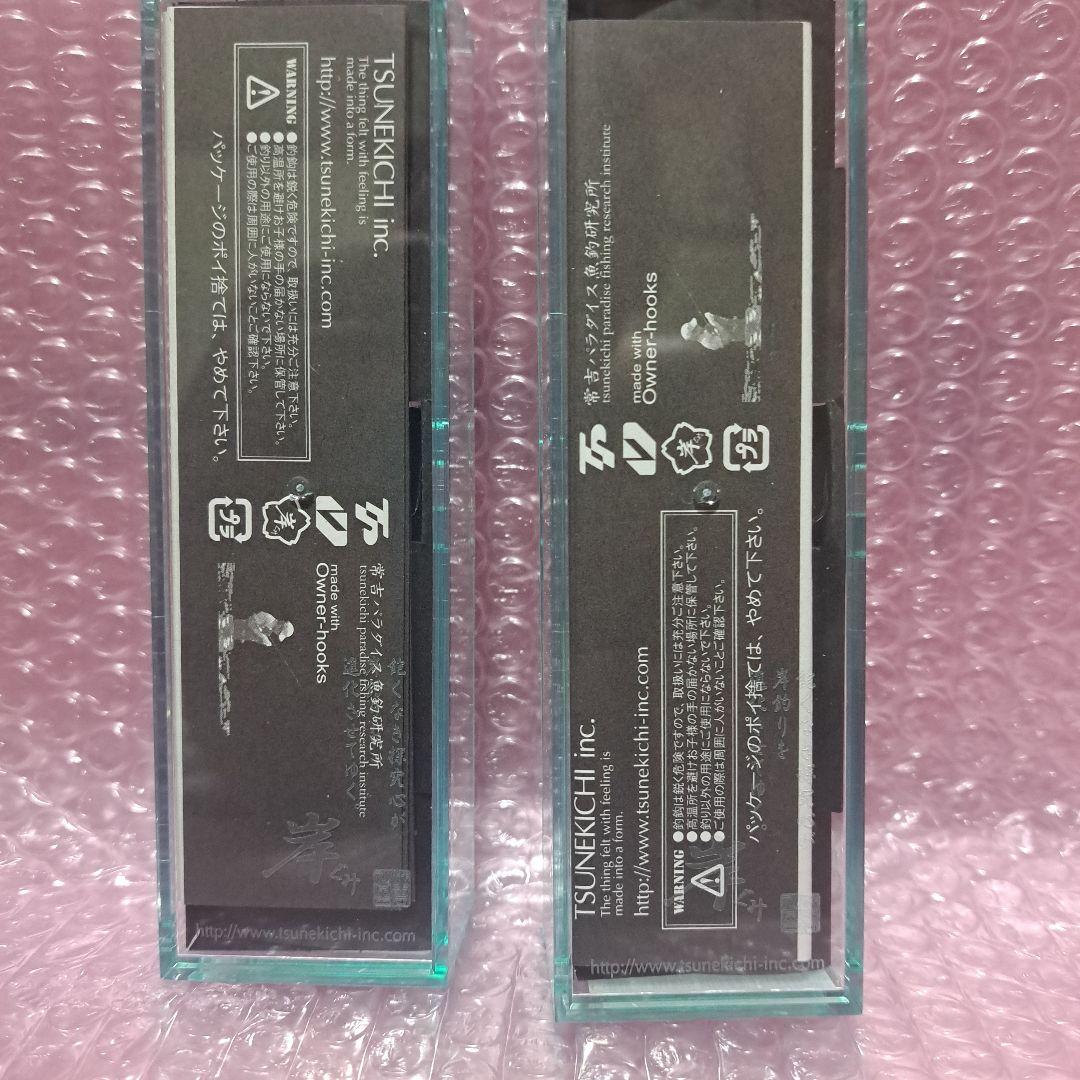 TSUNEKICHI inc.
The thing felt with feeling is
made into a form.
http://www.tsunekichi-inc.com
WARNING
●釣鈎は鋭く危険ですので、取扱いには充分ご注意下さい。
●高温所を避けお子様の手の届かない場所に保管して下さい。
●釣り以外の用途にご使用にならないで下さい。
●ご使用の際は周囲に人がいないことご確認下さい。
パッケージのポイ捨ては、やめて下さい。
プラ
常吉パラダイス魚釣研究所
tsunekichi paradise fishing research institute
made with
Owner-hooks
http://www.tsunekichi-inc.com
常吉パラダイス魚釣研究所
tsunekichi paradise fishing research institute
made with
Owner-hooks
プラ
TSUNEKICHI inc.
The thing felt with feeling is
made into a form.
http://www.tsunekichi-inc.com
WARNING
●釣鈎は鋭く危険ですので、取扱いには充分ご注意下さい。
●高温所を避けお子様の手の届かない場所に保管して下さい。
●釣り以外の用途にご使用にならないで下さい。
●ご使用の際は周囲に人がいないことご確認下さい。
パッケージのポイ捨ては、やめて下さい。
http://www.tsunekichi-inc.com